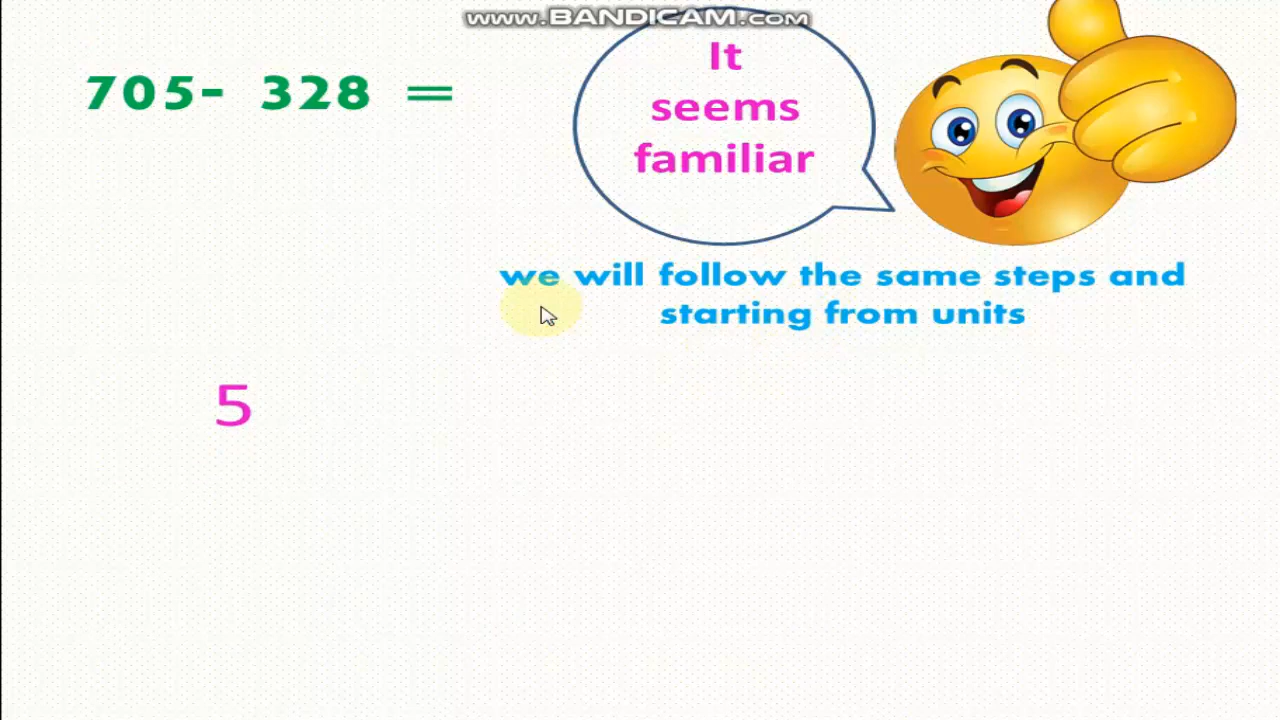 www.BANDICAM.com
705- 328 =
It
seems
familiar
we will follow the same steps and
starting from units
5